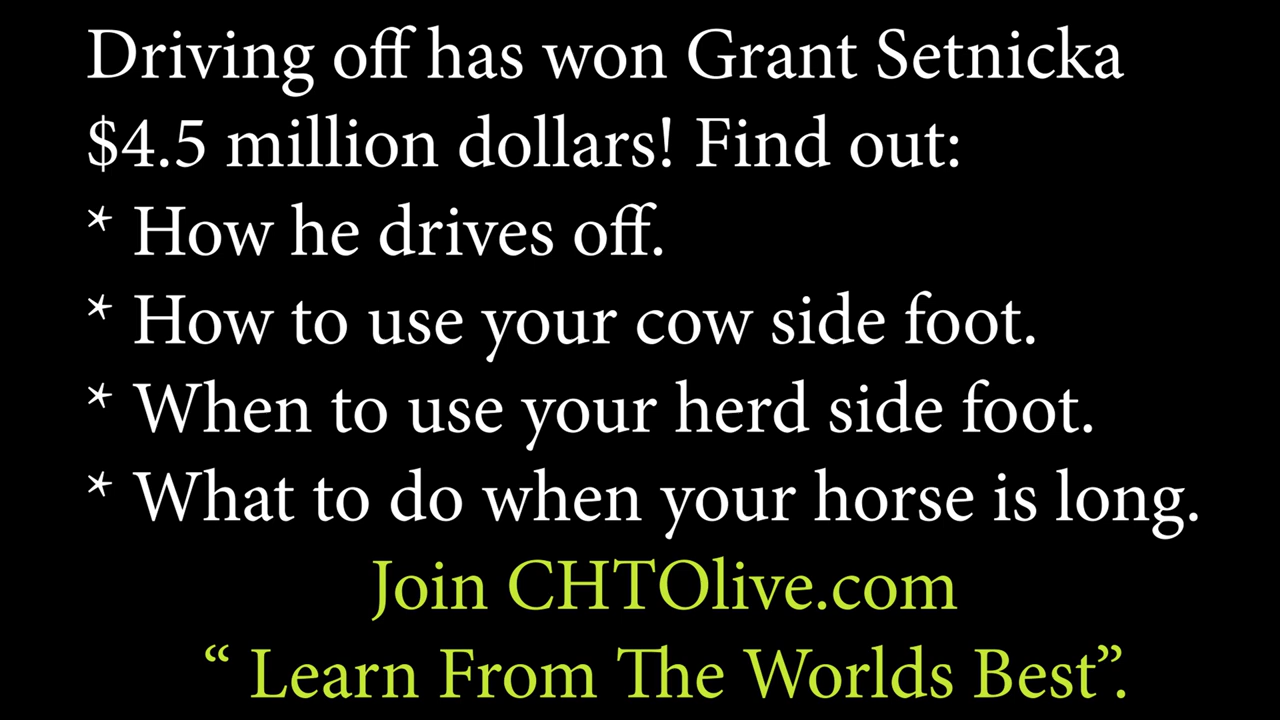 Driving off has won Grant Setnicka
$4.5 million dollars! Find out:
* How he drives off.
* How to use your cow side foot.
* When to use your herd side foot.
* What to do when your horse is long.
Join CHTOlive.com
“ Learn From The Worlds Best”.